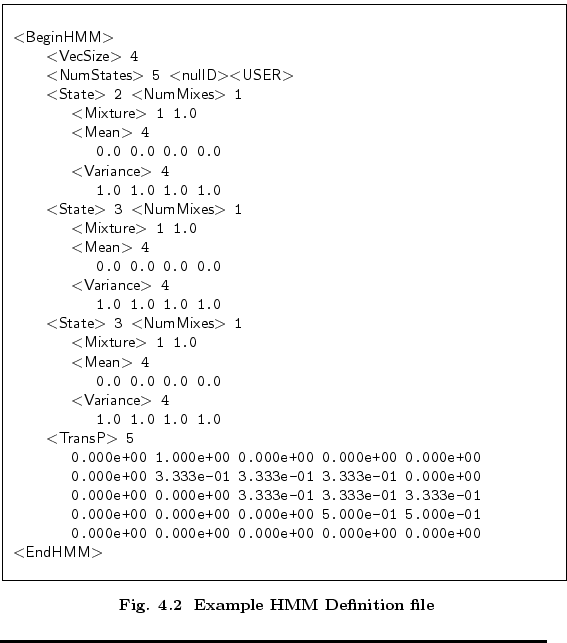 <BeginHMM>
<VecSize> 4
<NumStates> 5 <nullD><USER>
<State> 2 <NumMixes> 1
<Mixture> 1 1.0
<Mean> 4
0.0 0.0 0.0 0.0
<Variance> 4
1.0 1.0 1.0 1.0
<State> 3 <NumMixes> 1
<Mixture> 1 1.0
<Mean> 4
0.0 0.0 0.0 0.0
<Variance> 4
1.0 1.0 1.0 1.0
<State> 3 <NumMixes> 1
<Mixture> 1 1.0
<Mean> 4
0.0 0.0 0.0 0.0
<Variance> 4
1.0 1.0 1.0 1.0
<TransP> 5
0.000e+00 1.000e+00 0.000e+00 0.000e+00 0.000e+00
0.000e+00 3.333e-01 3.333e-01 3.333e-01 0.000e+00
0.000e+00 0.000e+00 3.333e-01 3.333e-01 3.333e-01
0.000e+00 0.000e+00 0.000e+00 5.000e-01 5.000e-01
0.000e+00 0.000e+00 0.000e+00 0.000e+00 0.000e+00
<EndHMM>
Fig. 4.2 Example HMM Definition file